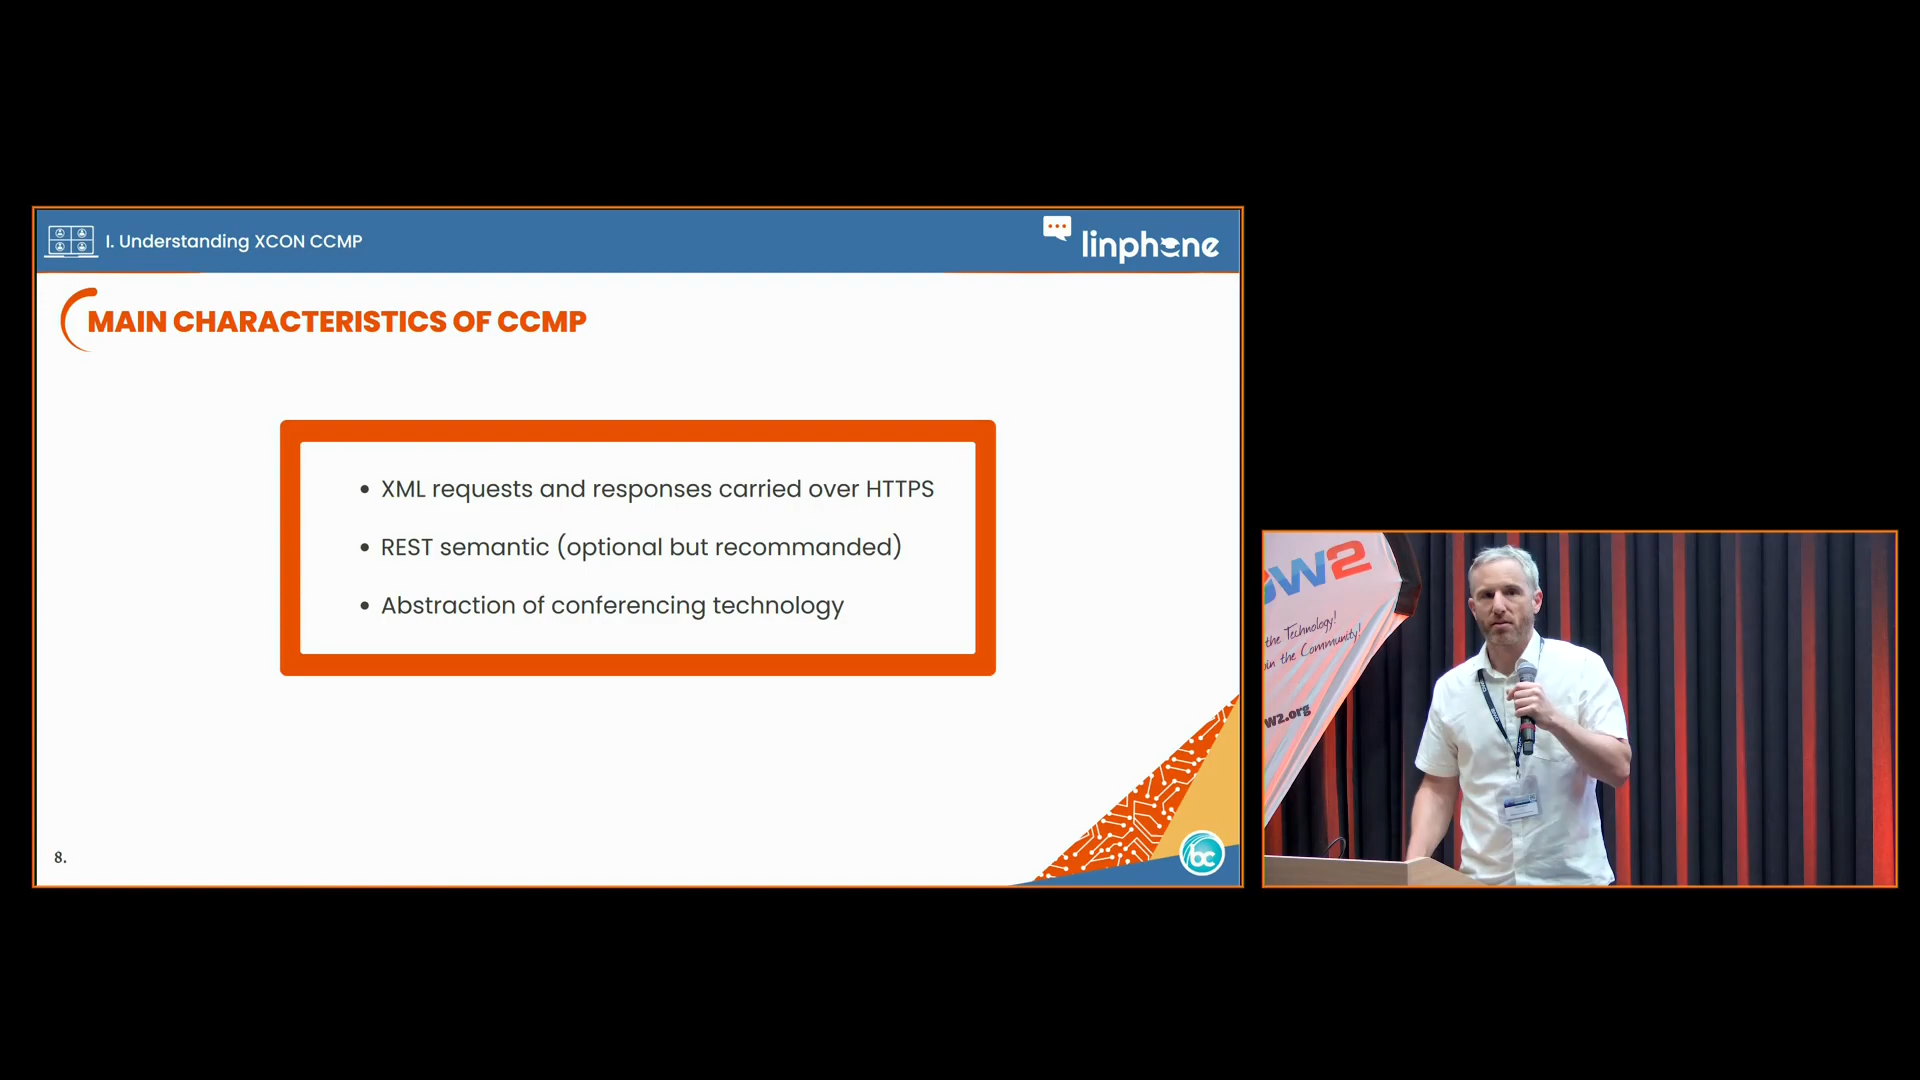 I. Understanding XCON CCMP
linphone
MAIN CHARACTERISTICS OF CCMP
• XML requests and responses carried over HTTPS
• REST semantic (optional but recommanded)
• Abstraction of conferencing technology
8.
bc
W2
the Technology!
in the Community!
W2.org